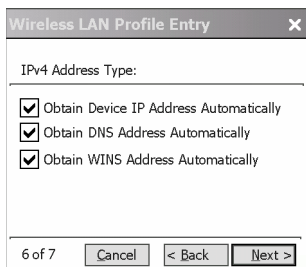 Wireless LAN Profile Entry
IPv4 Address Type:
Obtain Device IP Address Automatically
Obtain DNS Address Automatically
Obtain WINS Address Automatically
6 of 7 Cancel < Back Next >